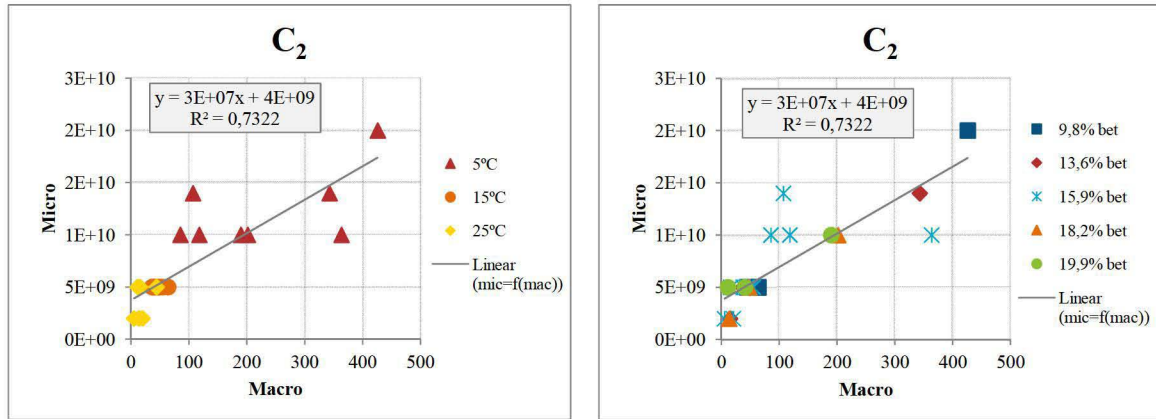 C2
y = 3E+07x + 4E+09
R² = 0,7322
3E+10
2E+10
2E+10
1E+10
5E+09
0E+00
Micro
0 100 200 300 400 500
Macro
5ºC
15ºC
25ºC
Linear
(mic=f(mac))
C2
y = 3E+07x + 4E+09
R² = 0,7322
3E+10
2E+10
2E+10
1E+10
5E+09
0E+00
Micro
0 100 200 300 400 500
Macro
9,8% bet
13,6% bet
15,9% bet
18,2% bet
19,9% bet
Linear
(mic=f(mac))